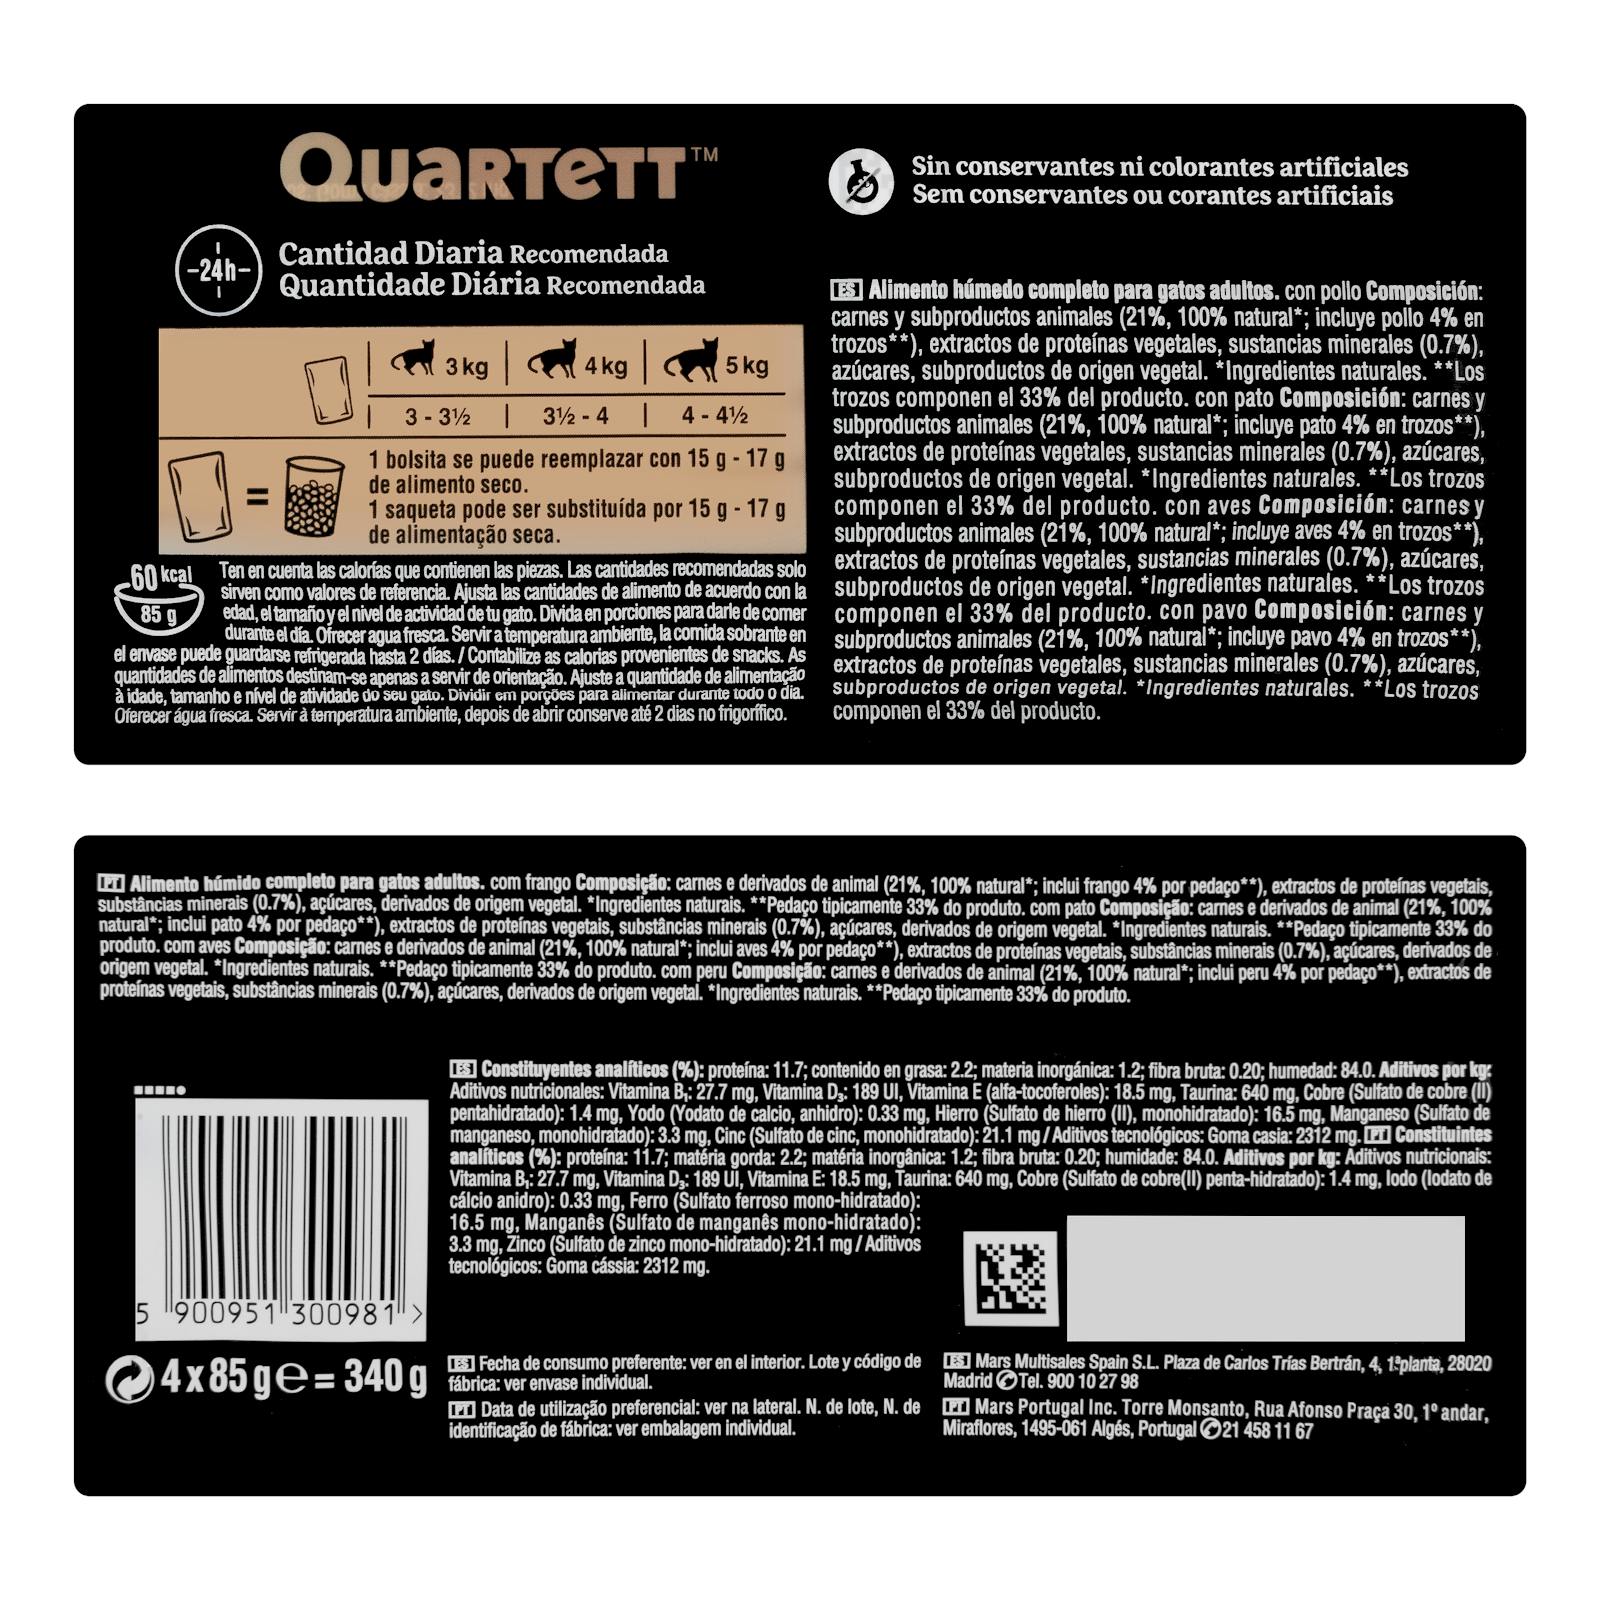 QUARTETT™
-24h-
Cantidad Diaria Recomendada
Quantidade Diária Recomendada
3 kg | 4 kg | 5 kg
3 - 3½ | 3½ - 4 | 4 - 4½
1 bolsita se puede reemplazar con 15 g - 17 g
de alimento seco.
=
1 saqueta pode ser substituída por 15 g - 17 g
de alimentação seca.
60 kcal
85 g
Ten en cuenta las calorías que contienen las piezas. Las cantidades recomendadas solo
sirven como valores de referencia. Ajusta las cantidades de alimento de acuerdo con la
edad, el tamaño y el nivel de actividad de tu gato. Divida en porciones para darle de comer
durante el día. Ofrecer agua fresca. Servir a temperatura ambiente, la comida sobrante en
el envase puede guardarse refrigerada hasta 2 días. / Contabilize as calorias provenientes de snacks. As
quantidades de alimentos destinam-se apenas a servir de orientação. Ajuste a quantidade de alimentação
à idade, tamanho e nível de atividade do seu gato. Dividir em porções para alimentar durante todo o dia.
Oferecer água fresca. Servir à temperatura ambiente, depois de abrir conserve até 2 dias no frigorífico.
Sin conservantes ni colorantes artificiales
Sem conservantes ou corantes artificiais
ES Alimento húmedo completo para gatos adultos. con pollo Composición:
carnes y subproductos animales (21%, 100% natural*; incluye pollo 4% en
trozos**), extractos de proteínas vegetales, sustancias minerales (0.7%),
azúcares, subproductos de origen vegetal. *Ingredientes naturales. **Los
trozos componen el 33% del producto. con pato Composición: carnes y
subproductos animales (21%, 100% natural*; incluye pato 4% en trozos**),
extractos de proteínas vegetales, sustancias minerales (0.7%), azúcares,
subproductos de origen vegetal. *Ingredientes naturales. **Los trozos
componen el 33% del producto. con aves Composición: carnes y
subproductos animales (21%, 100% natural*; incluye aves 4% en trozos**),
extractos de proteínas vegetales, sustancias minerales (0.7%), azúcares,
subproductos de origen vegetal. *Ingredientes naturales. **Los trozos
componen el 33% del producto. con pavo Composición: carnes y
subproductos animales (21%, 100% natural*; incluye pavo 4% en trozos**),
extractos de proteínas vegetales, sustancias minerales (0.7%), azúcares,
subproductos de origen vegetal. *Ingredientes naturales. **Los trozos
componen el 33% del producto.
PT Alimento húmido completo para gatos adultos. com frango Composição: carnes e derivados de animal (21%, 100% natural*; inclui frango 4% por pedaço**), extractos de proteínas vegetais,
substâncias minerais (0.7%), açúcares, derivados de origem vegetal. *Ingredientes naturais. **Pedaço tipicamente 33% do produto. com pato Composição: carnes e derivados de animal (21%, 100%
natural*; inclui pato 4% por pedaço**), extractos de proteínas vegetais, substâncias minerais (0.7%), açúcares, derivados de origem vegetal. *Ingredientes naturais. **Pedaço tipicamente 33% do
produto. com aves Composição: carnes e derivados de animal (21%, 100% natural*; inclui aves 4% por pedaço**), extractos de proteínas vegetais, substâncias minerais (0.7%), açúcares, derivados de
origem vegetal. *Ingredientes naturais. **Pedaço tipicamente 33% do produto. com peru Composição: carnes e derivados de animal (21%, 100% natural*; inclui peru 4% por pedaço**), extractos de
proteínas vegetais, substâncias minerais (0.7%), açúcares, derivados de origem vegetal. *Ingredientes naturais. **Pedaço tipicamente 33% do produto.
ES Constituyentes analíticos (%): proteína: 11.7; contenido en grasa: 2.2; materia inorgánica: 1.2; fibra bruta: 0.20; humedad: 84.0. Aditivos por kg:
Aditivos nutricionales: Vitamina B₁: 27.7 mg, Vitamina D₃: 189 UI, Vitamina E (alfa-tocoferoles): 18.5 mg, Taurina: 640 mg, Cobre (Sulfato de cobre (II)
pentahidratado): 1.4 mg, Yodo (Yodato de calcio, anhidro): 0.33 mg, Hierro (Sulfato de hierro (II), monohidratado): 16.5 mg, Manganeso (Sulfato de
manganeso, monohidratado): 3.3 mg, Cinc (Sulfato de cinc, monohidratado): 21.1 mg / Aditivos tecnológicos: Goma casia: 2312 mg. PT Constituintes
analíticos (%): proteína: 11.7; matéria gorda: 2.2; matéria inorgânica: 1.2; fibra bruta: 0.20; humidade: 84.0. Aditivos por kg: Aditivos nutricionais:
Vitamina B₁: 27.7 mg, Vitamina D₃: 189 UI, Vitamina E: 18.5 mg, Taurina: 640 mg, Cobre (Sulfato de cobre(II) penta-hidratado): 1.4 mg, Iodo (Iodato de
cálcio anidro): 0.33 mg, Ferro (Sulfato ferroso mono-hidratado):
16.5 mg, Manganês (Sulfato de manganês mono-hidratado):
3.3 mg, Zinco (Sulfato de zinco mono-hidratado): 21.1 mg / Aditivos
tecnológicos: Goma cássia: 2312 mg.
5 900951 300981 >
4 x 85 g e = 340 g
ES Fecha de consumo preferente: ver en el interior. Lote y código de
fábrica: ver envase individual.
PT Data de utilização preferencial: ver na lateral. N. de lote, N. de
identificação de fábrica: ver embalagem individual.
ES Mars Multisales Spain S.L. Plaza de Carlos Trías Bertrán, 4, 1ªplanta, 28020
Madrid Tel. 900 10 27 98
PT Mars Portugal Inc. Torre Monsanto, Rua Afonso Praça 30, 1º andar,
Miraflores, 1495-061 Algés, Portugal 21 458 11 67